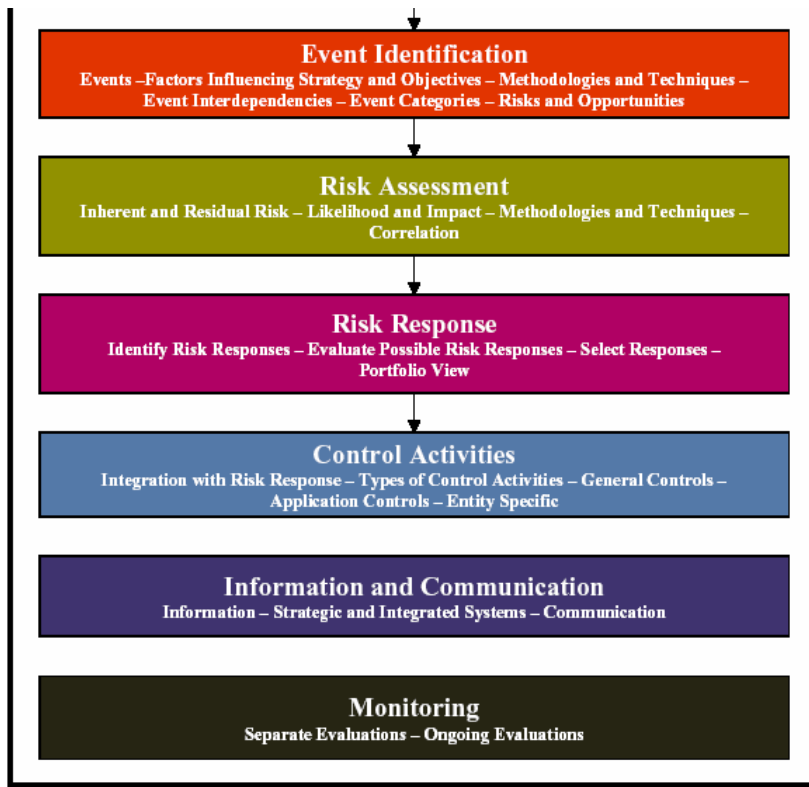 Event Identification
Events –Factors Influencing Strategy and Objectives – Methodologies and Techniques –
Event Interdependencies – Event Categories – Risks and Opportunities
Risk Assessment
Inherent and Residual Risk – Likelihood and Impact – Methodologies and Techniques –
Correlation
Risk Response
Identify Risk Responses – Evaluate Possible Risk Responses – Select Responses –
Portfolio View
Control Activities
Integration with Risk Response – Types of Control Activities – General Controls –
Application Controls – Entity Specific
Information and Communication
Information – Strategic and Integrated Systems – Communication
Monitoring
Separate Evaluations – Ongoing Evaluations